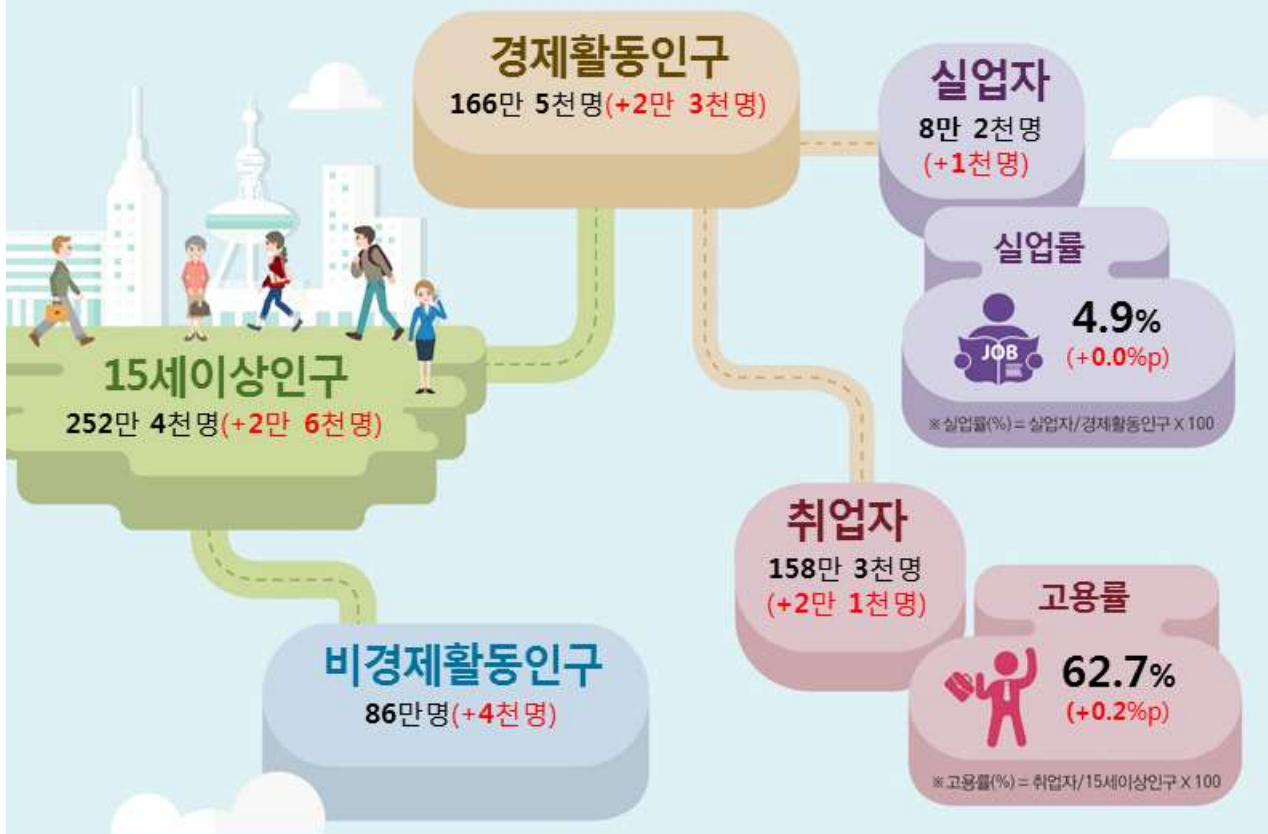 경제활동인구
166만 5천명(+2만 3천명)
실업자
8만 2천명
(+1천명)
실업률
JOB
4.9%
(+0.0%p)
※실업률(%) = 실업자/경제활동인구 X 100
15세이상인구
252만 4천명(+2만 6천명)
취업자
158만 3천명
(+2만 1천명)
고용률
62.7%
(+0.2%p)
※고용률(%) = 취업자/15세이상인구 X 100
비경제활동인구
86만명(+4천명)